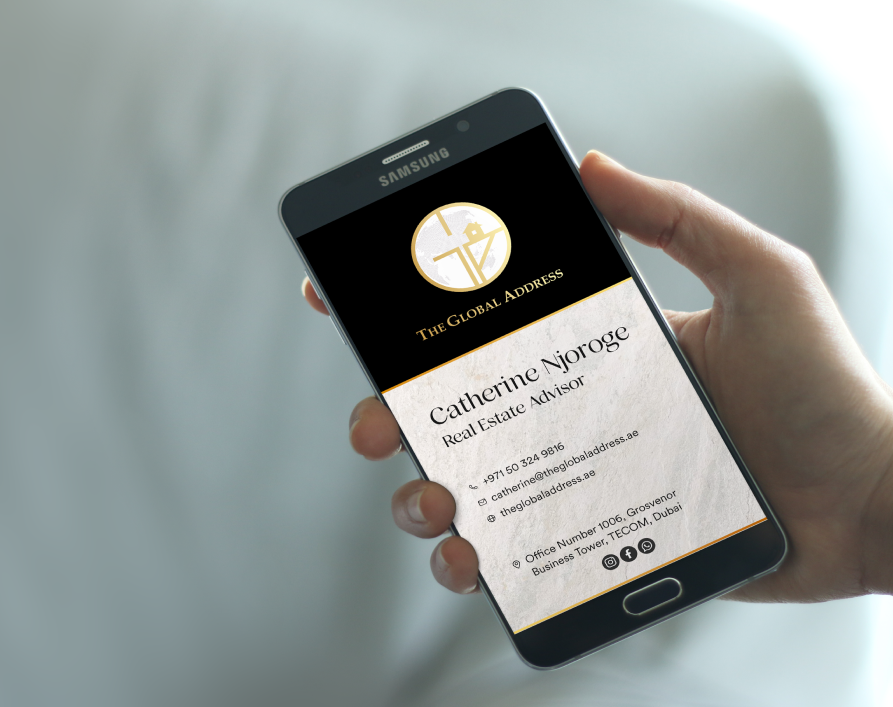 SAMSUNG
THE GLOBAL ADDRESS
Catherine Njoroge
Real Estate Advisor
+971 50 324 9816
catherine@theglobaladdress.ae
theglobaladdress.ae
Office Number 1006, Grosvenor
Business Tower, TECOM, Dubai